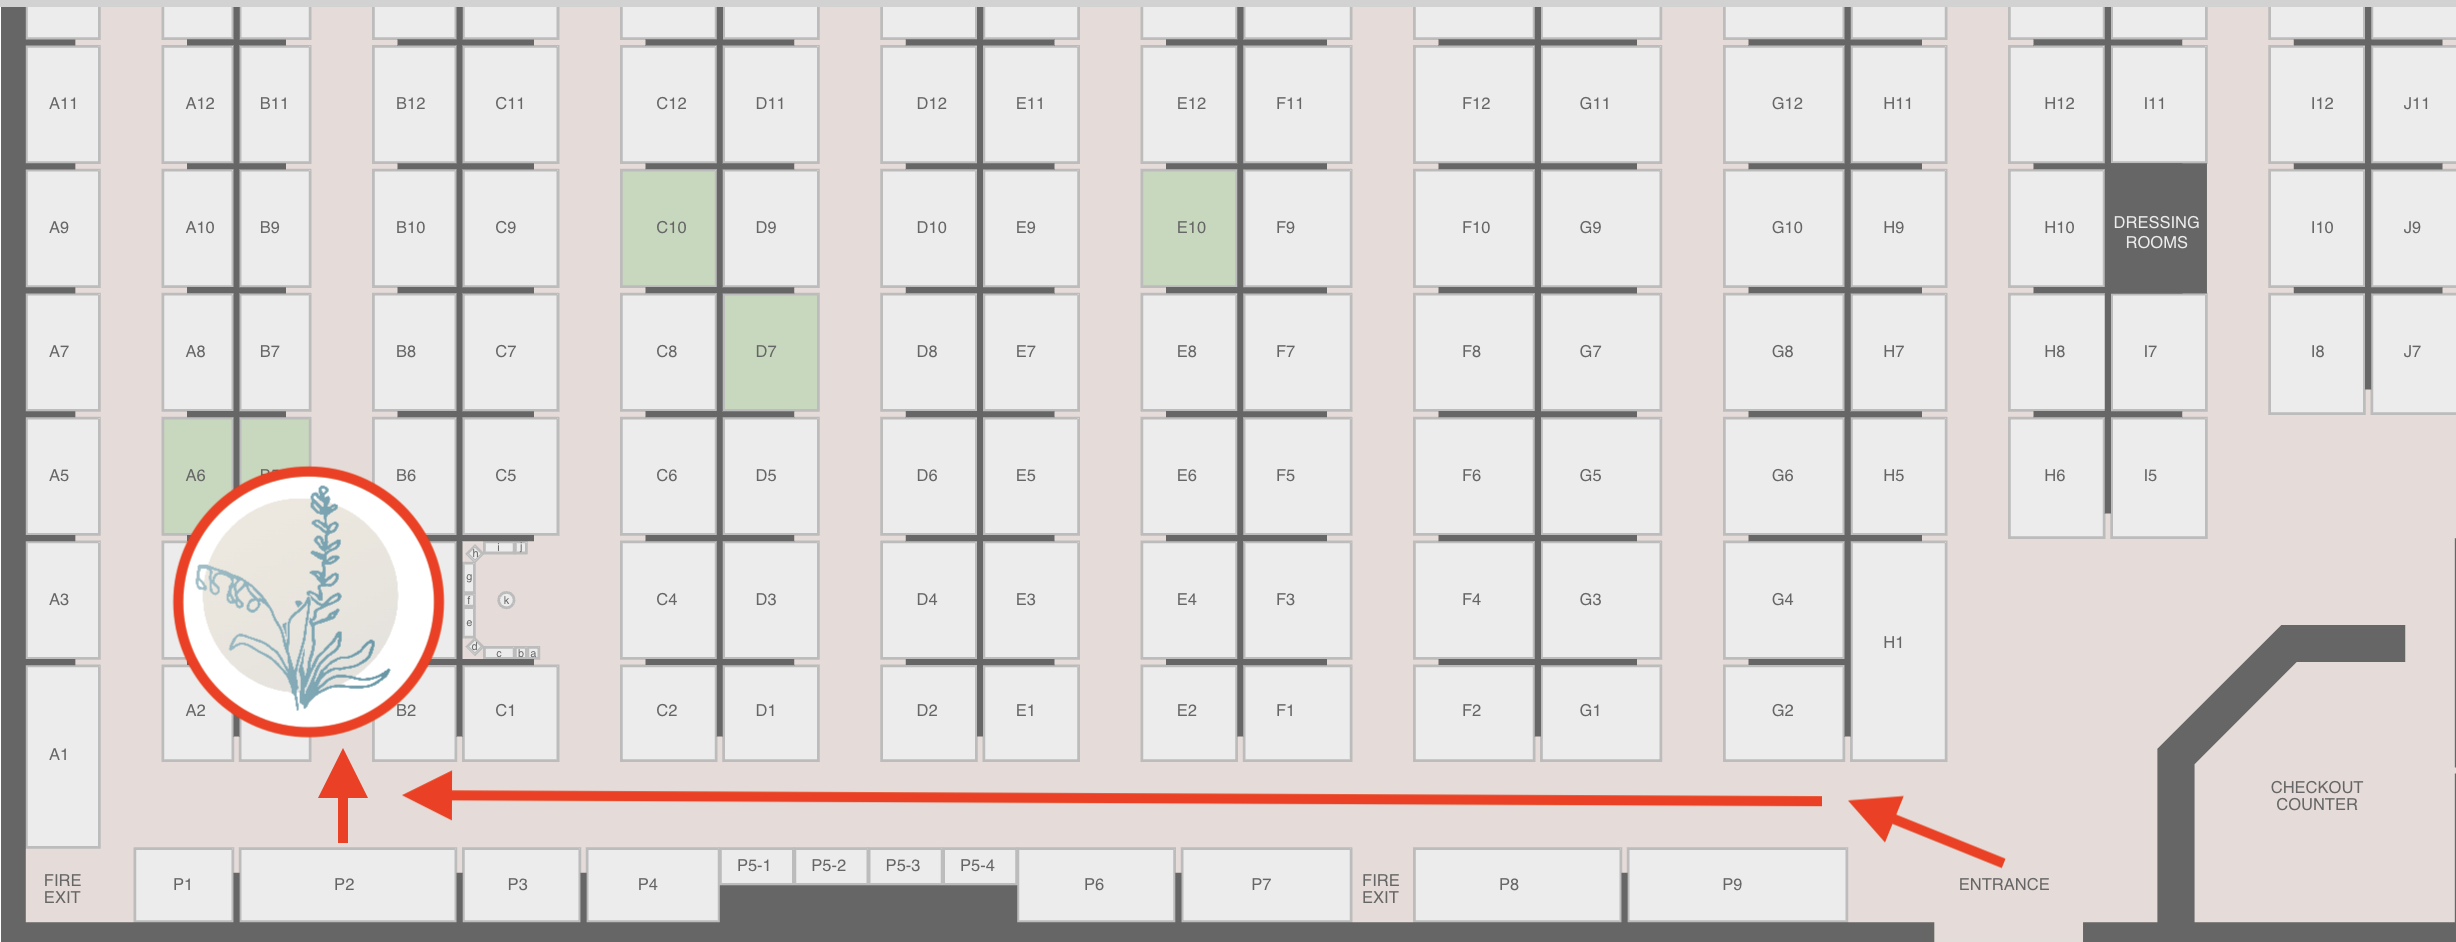 A11 A12 B11 B12 C11 C12 D11 D12 E11 E12 F11 F12 G11 G12 H11 H12 I11 I12 J11
A9 A10 B9 B10 C9 C10 D9 D10 E9 E10 F9 F10 G9 G10 H9 H10 DRESSING ROOMS I10 J9
A7 A8 B7 B8 C7 C8 D7 D8 E7 E8 F7 F8 G7 G8 H7 H8 I7 I8 J7
A5 A6 B6 C5 C6 D5 D6 E5 E6 F5 F6 G5 G6 H5 H6 I5
h i j
g
A3 f k C4 D3 D4 E3 E4 F3 F4 G3 G4
e
H1
d
c b a
A2 B2 C1 C2 D1 D2 E1 E2 F1 F2 G1 G2
A1
CHECKOUT
COUNTER
P5-1 P5-2 P5-3 P5-4
FIRE
EXIT
P1 P2 P3 P4 P6 P7
FIRE
EXIT
P8 P9 ENTRANCE